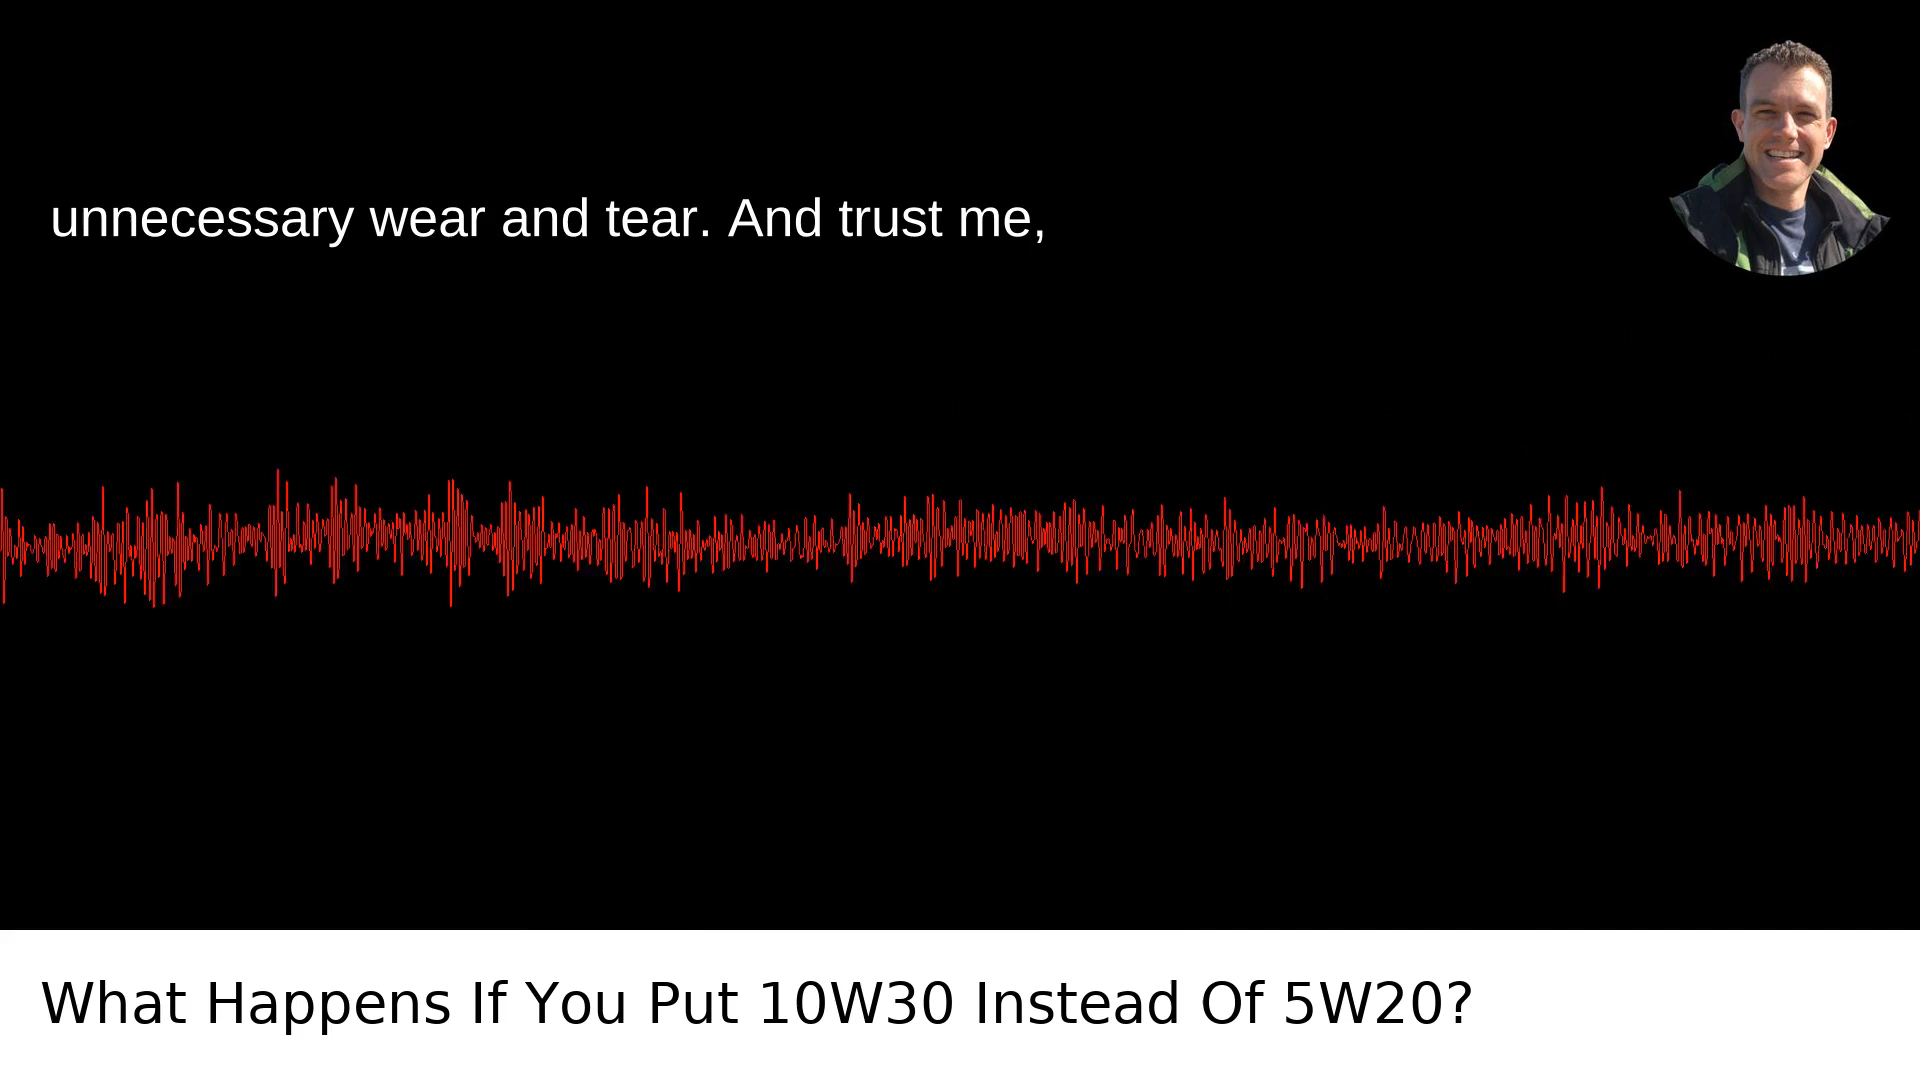 unnecessary wear and tear. And trust me,
What Happens If You Put 10W30 Instead Of 5W20?